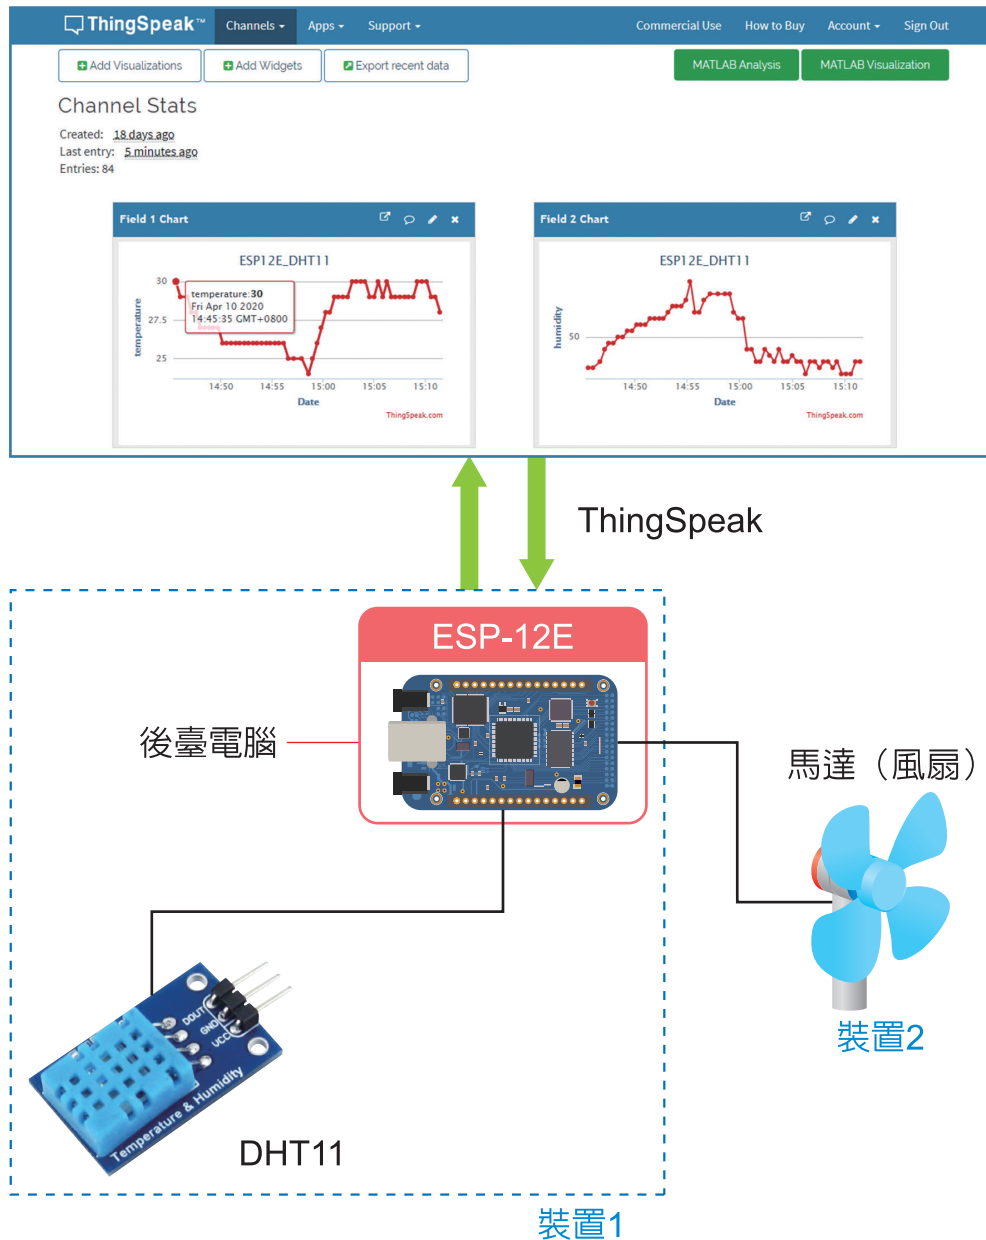 ThingSpeak™ Channels Apps Support Commercial Use How to Buy Account Sign Out
Add Visualizations Add Widgets Export recent data MATLAB Analysis MATLAB Visualization
Channel Stats
Created: 18 days ago
Last entry: 5 minutes ago
Entries: 84
Field 1 Chart
ESP12E_DHT11
temperature
30
27.5
25
temperature:30
Fri Apr 10 2020
14:45:35 GMT+0800
14:50 14:55 15:00 15:05 15:10
Date
ThingSpeak.com
Field 2 Chart
ESP12E_DHT11
humidity
50
14:50 14:55 15:00 15:05 15:10
Date
ThingSpeak.com
ThingSpeak
ESP-12E
後臺電腦
馬達（風扇）
裝置2
DOUT
GND
VCC
Temperature & Humidity
DHT11
裝置1